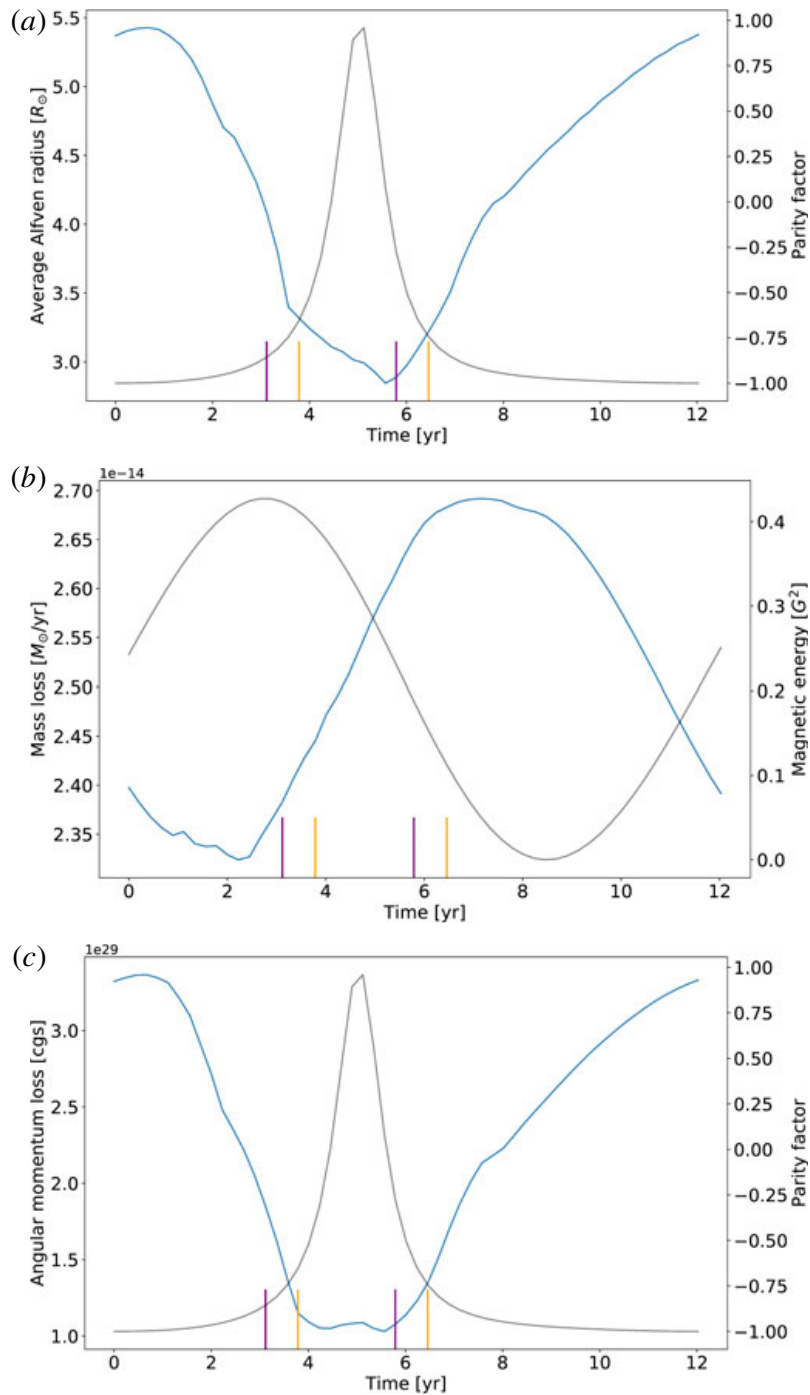 (a)
5.5
5.0
4.5
4.0
3.5
3.0
Average Alfven radius [R⊙]
1.00
0.75
0.50
0.25
0.00
−0.25
−0.50
−0.75
−1.00
Parity factor
0 2 4 6 8 10 12
Time [yr]
(b)
1e−14
2.70
2.65
2.60
2.55
2.50
2.45
2.40
2.35
Mass loss [M⊙/yr]
0.4
0.3
0.2
0.1
0.0
Magnetic energy [G²]
0 2 4 6 8 10 12
Time [yr]
(c)
1e29
3.0
2.5
2.0
1.5
1.0
Angular momentum loss [cgs]
1.00
0.75
0.50
0.25
0.00
−0.25
−0.50
−0.75
−1.00
Parity factor
0 2 4 6 8 10 12
Time [yr]